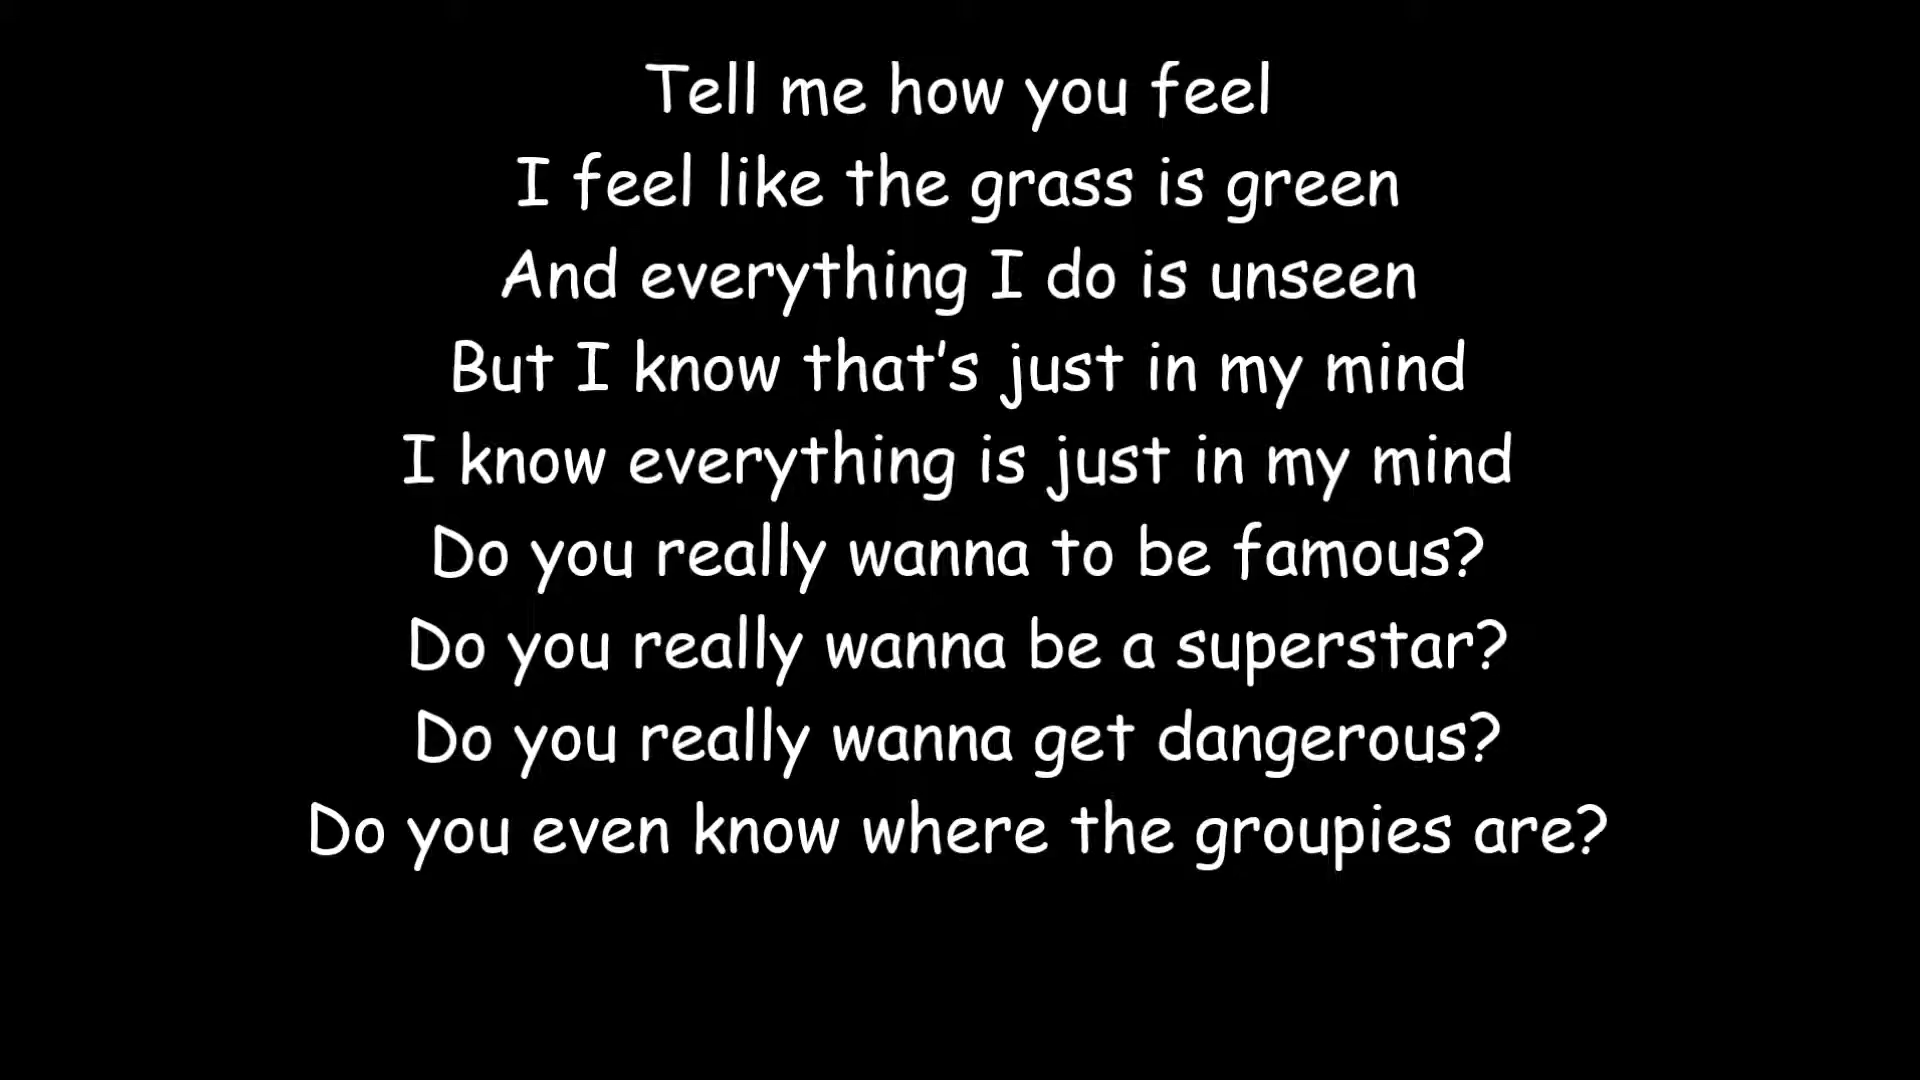 Tell me how you feel
I feel like the grass is green
And everything I do is unseen
But I know that's just in my mind
I know everything is just in my mind
Do you really wanna to be famous?
Do you really wanna be a superstar?
Do you really wanna get dangerous?
Do you even know where the groupies are?